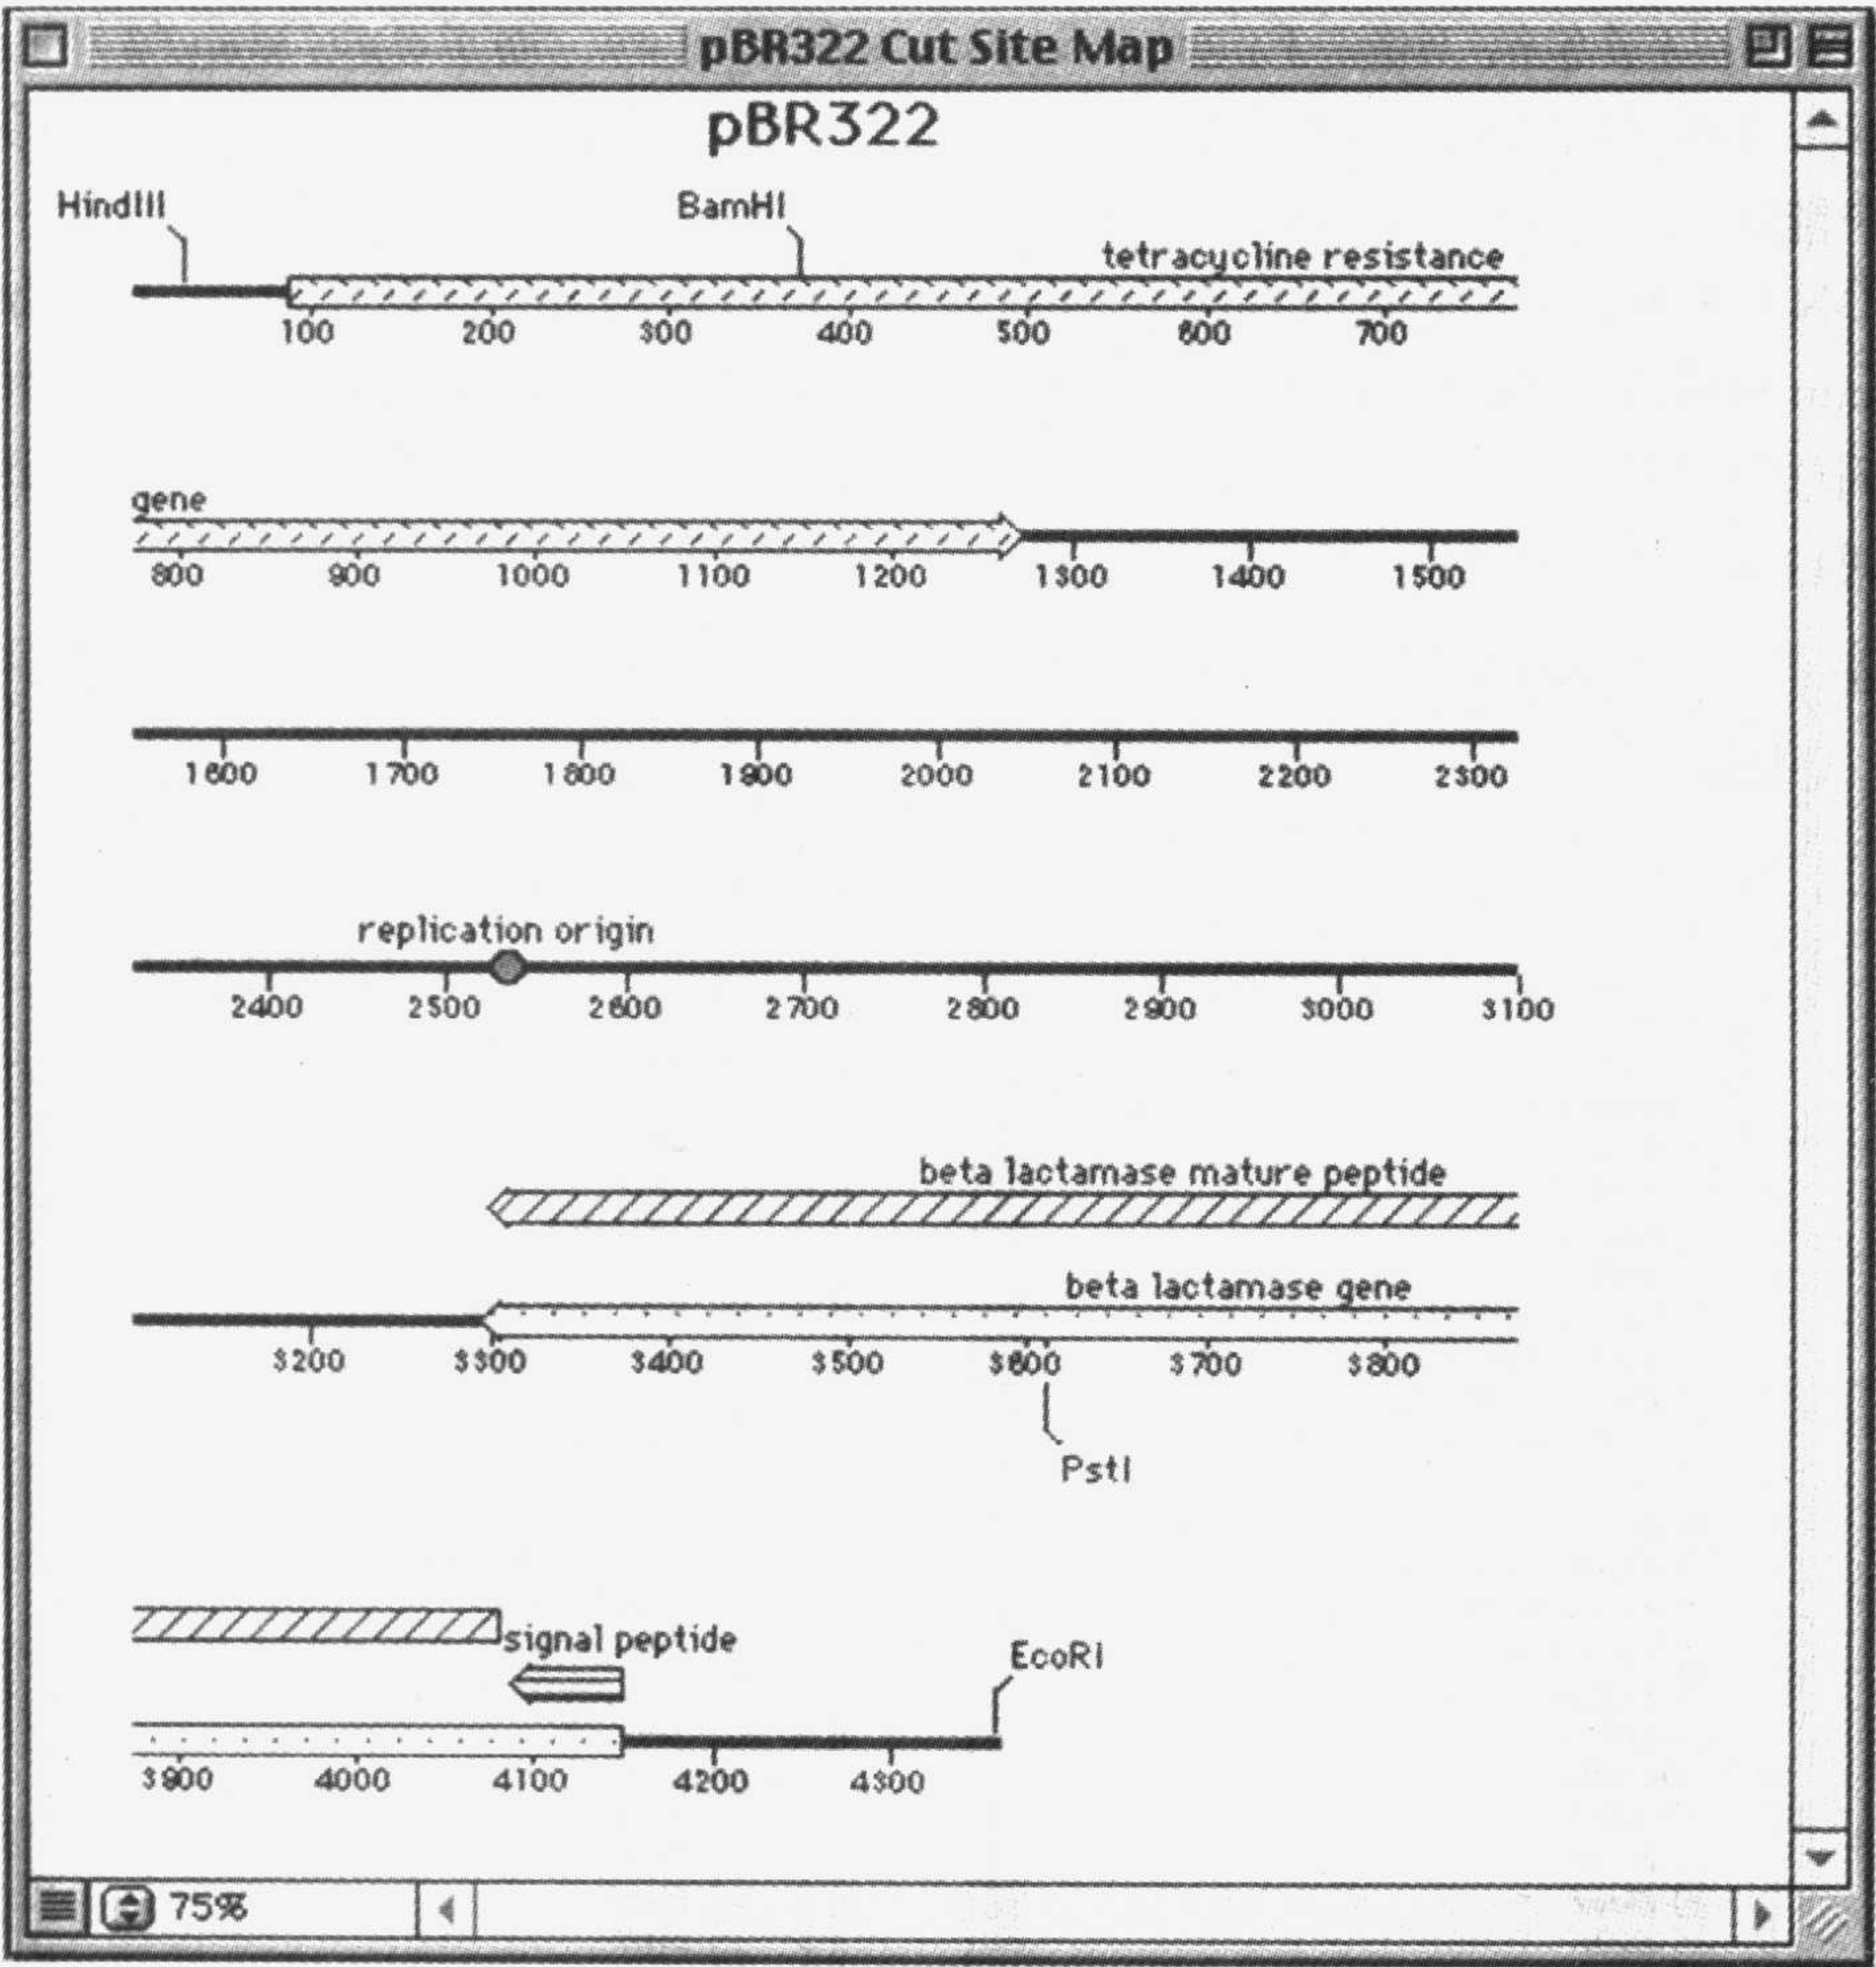 pBR322 Cut Site Map
pBR322
HindIII BamHI
tetracycline resistance
100 200 300 400 500 600 700
gene
800 900 1000 1100 1200 1300 1400 1500
1600 1700 1800 1900 2000 2100 2200 2300
replication origin
2400 2500 2600 2700 2800 2900 3000 3100
beta lactamase mature peptide
beta lactamase gene
3200 3300 3400 3500 3600 3700 3800
PstI
signal peptide
EcoRI
3900 4000 4100 4200 4300
75%